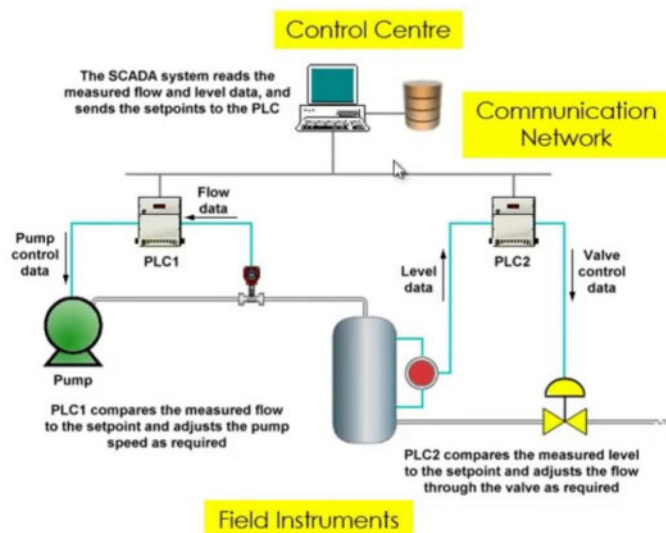 Control Centre
The SCADA system reads the
measured flow and level data, and
sends the setpoints to the PLC
Communication
Network
Flow
data
Pump
control
data
PLC1
PLC2
Level
data
Valve
control
data
Pump
PLC1 compares the measured flow
to the setpoint and adjusts the pump
speed as required
PLC2 compares the measured level
to the setpoint and adjusts the flow
through the valve as required
Field Instruments